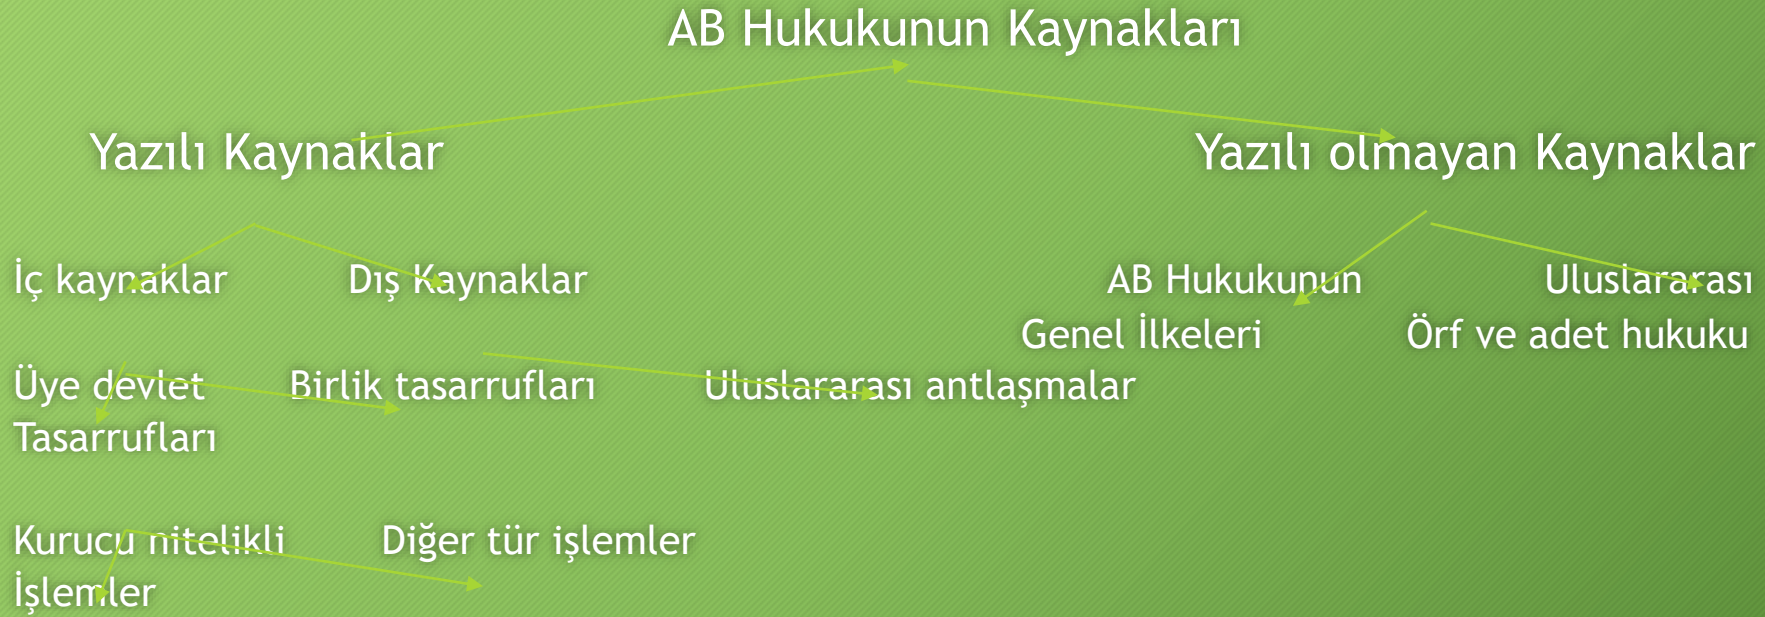 AB Hukukunun Kaynakları
Yazılı Kaynaklar Yazılı olmayan Kaynaklar
İç kaynaklar Dış Kaynaklar AB Hukukunun Uluslararası
Genel İlkeleri Örf ve adet hukuku
Üye devlet Birlik tasarrufları Uluslararası antlaşmalar
Tasarrufları
Kurucu nitelikli Diğer tür işlemler
İşlemler